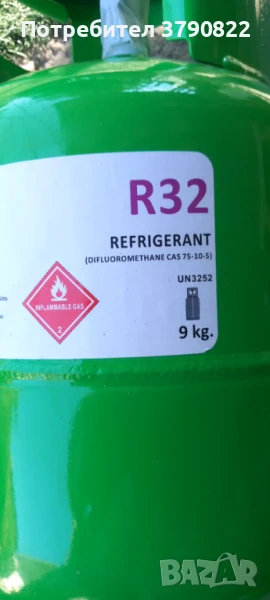 Потребител 3790822
R32
REFRIGERANT
(DIFLUOROMETHANE CAS 75-10-5)
UN3252
INFLAMMABLE GAS
2
9 kg.
BAZAR